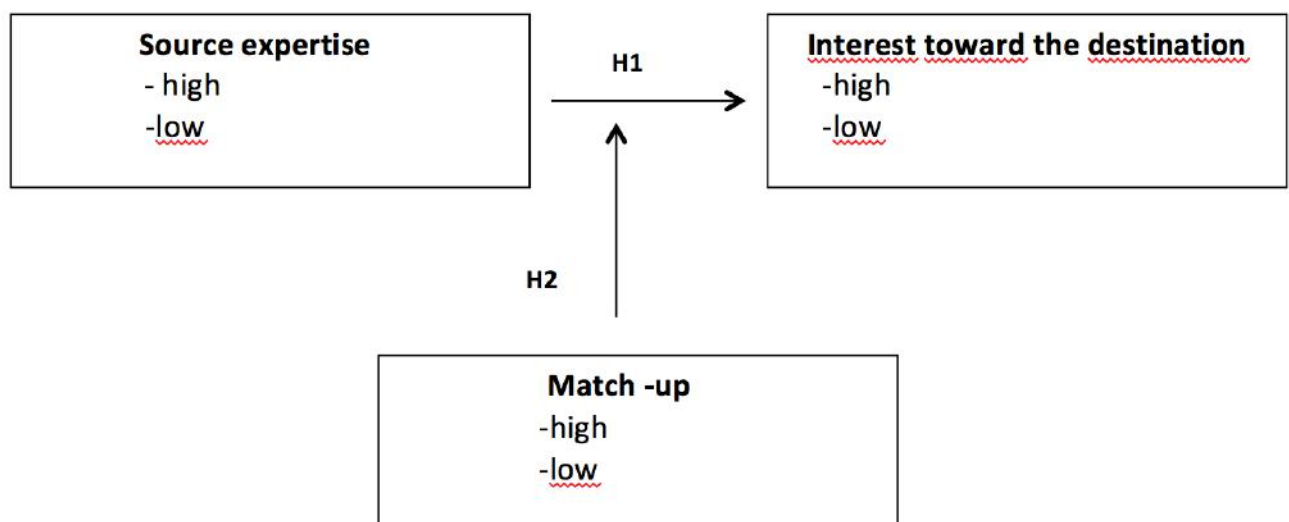 Source expertise
- high
-low
H1
Interest toward the destination
-high
-low
H2
Match -up
-high
-low